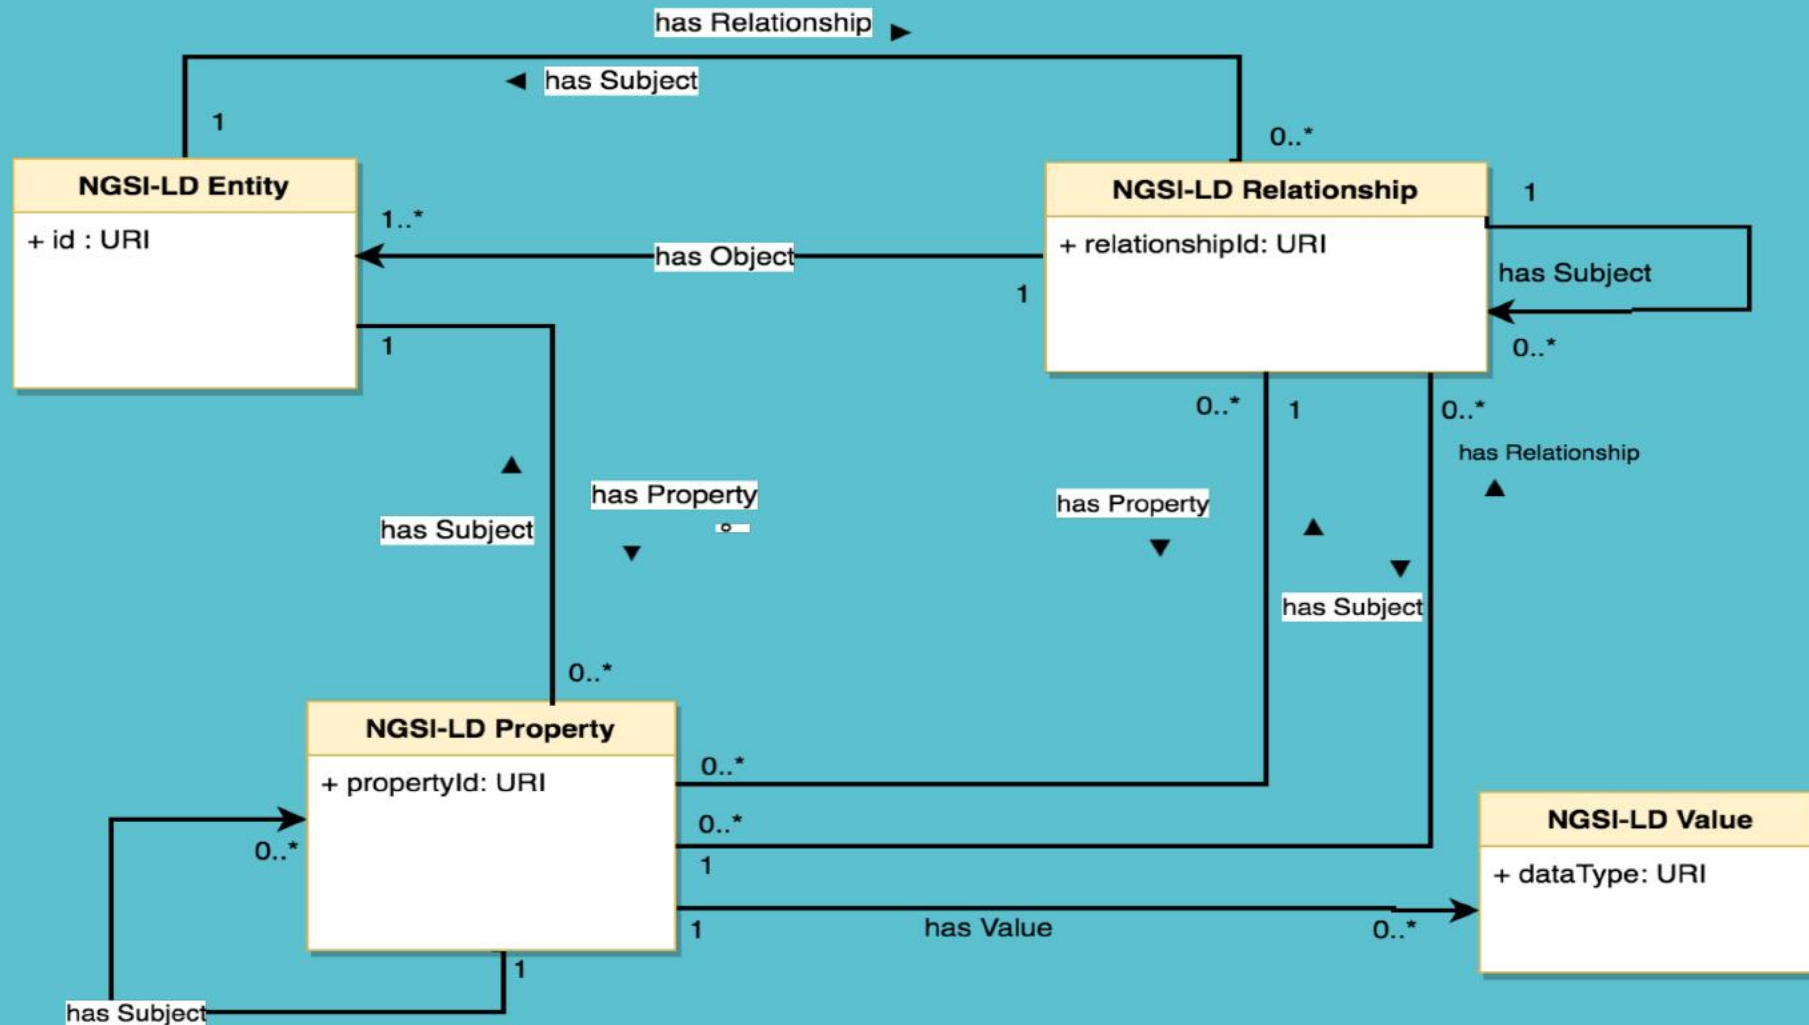 has Relationship
has Subject
1
0..*
NGSI-LD Entity
+ id : URI
1..*
has Object
1
NGSI-LD Relationship
+ relationshipId: URI
1
has Subject
0..*
1
has Subject
has Property
0..*
0..*
1
0..*
has Relationship
has Property
has Subject
NGSI-LD Property
+ propertyId: URI
0..*
0..*
1
0..*
has Subject
1
1
has Value
0..*
NGSI-LD Value
+ dataType: URI